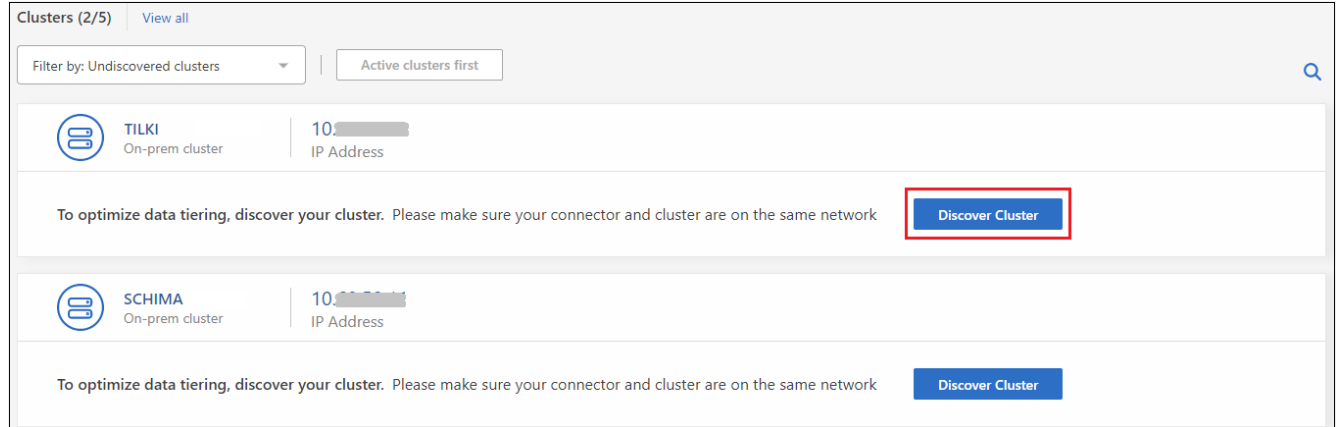 Clusters (2/5) View all
Filter by: Undiscovered clusters Active clusters first
TILKI 10.
On-prem cluster IP Address
To optimize data tiering, discover your cluster. Please make sure your connector and cluster are on the same network Discover Cluster
SCHIMA 10.
On-prem cluster IP Address
To optimize data tiering, discover your cluster. Please make sure your connector and cluster are on the same network Discover Cluster